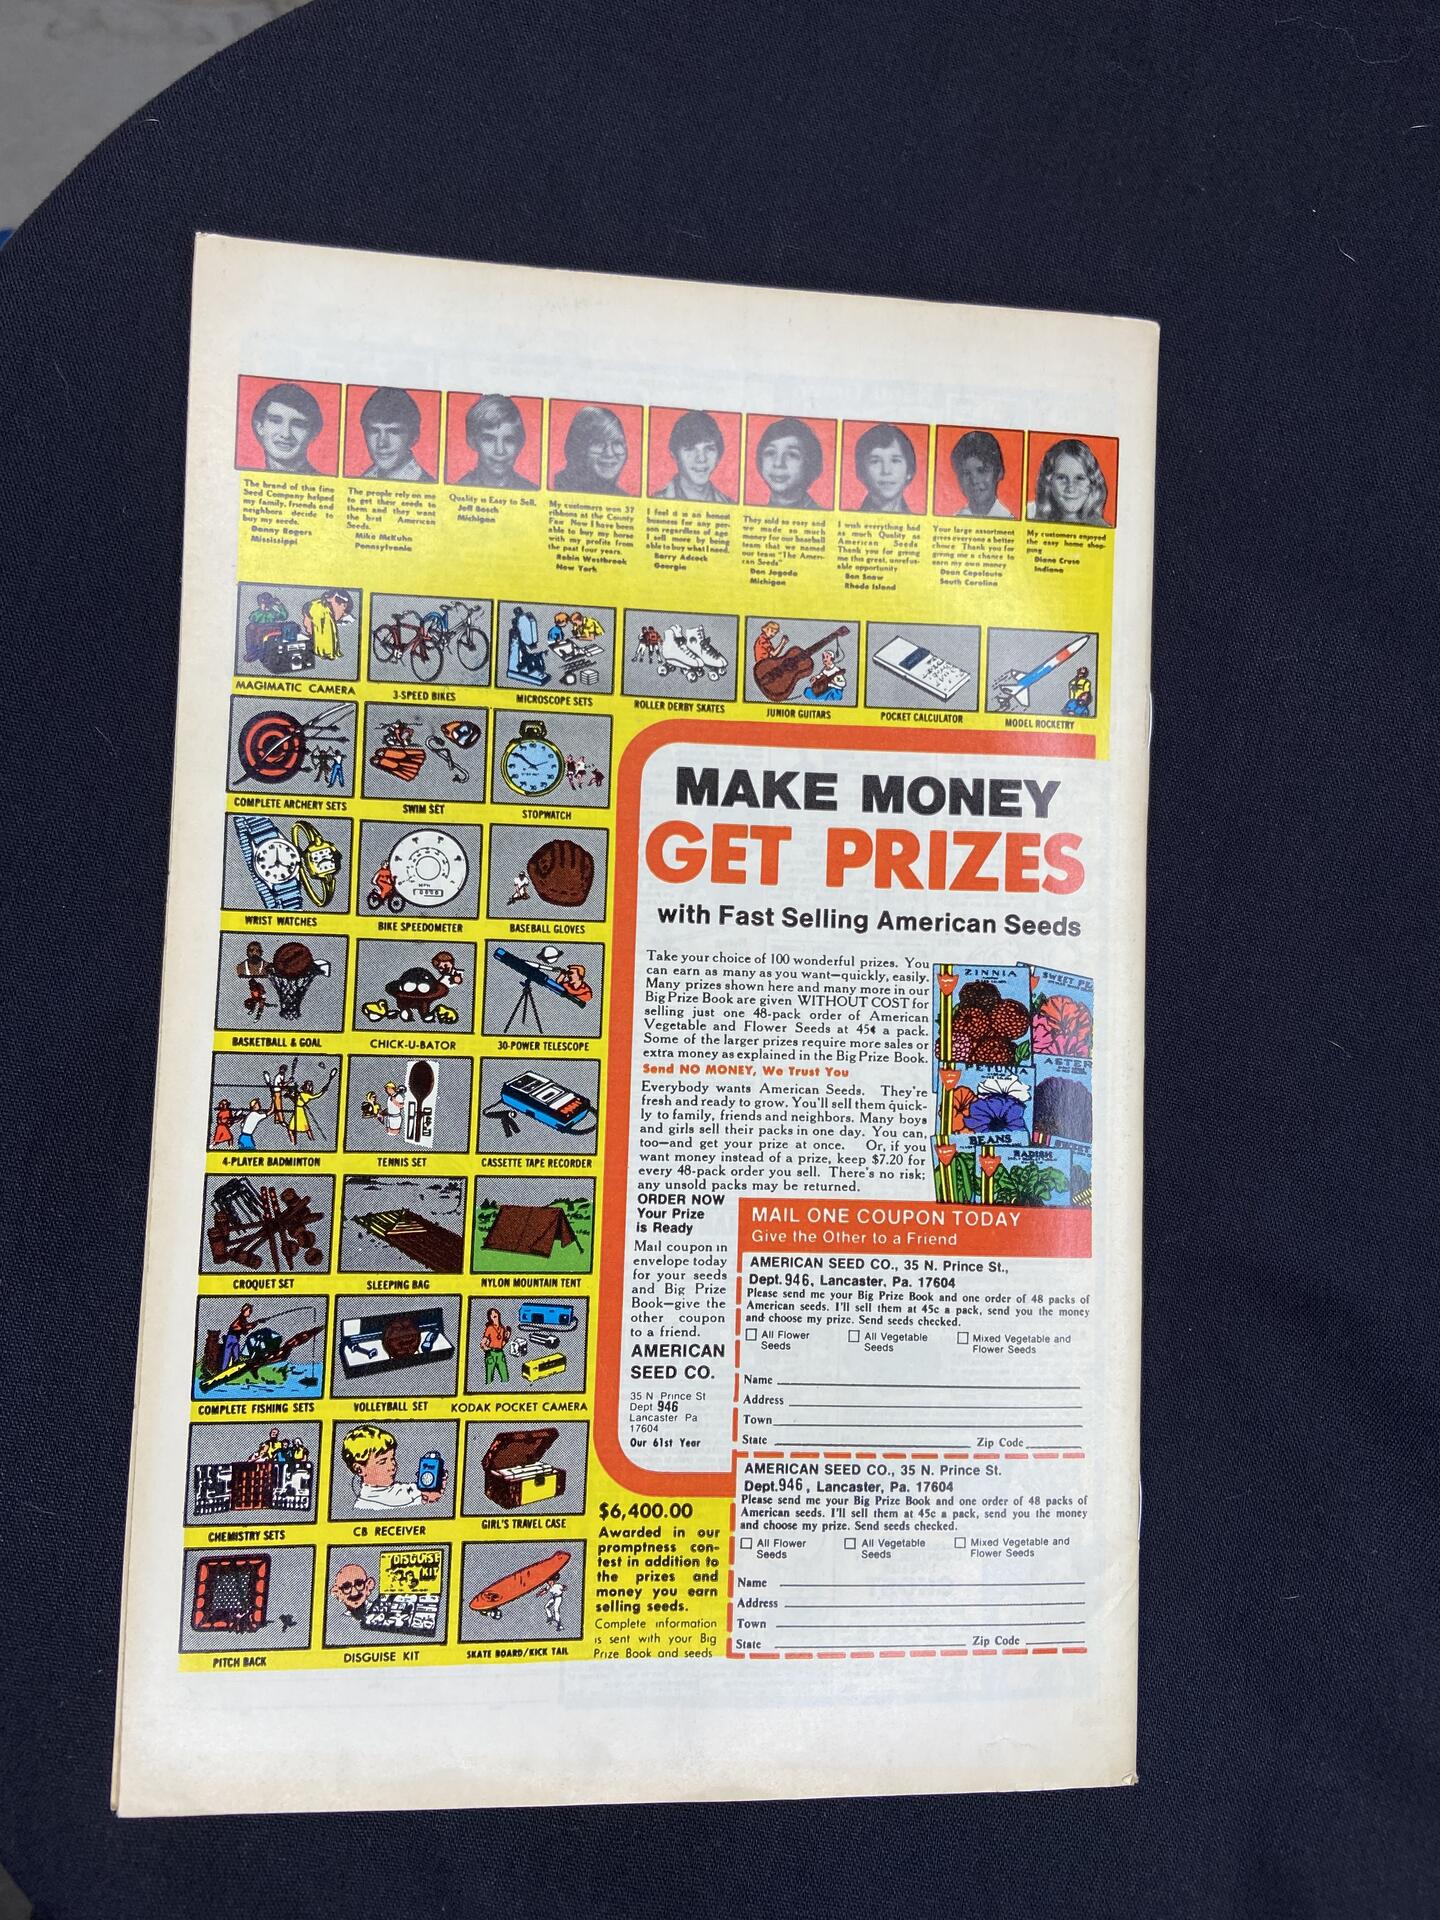 The brand of this fine
Seed Company helped
my family, friends and
neighbors decide to
buy my seeds.
Danny Rogers
Mississippi
The people rely on me
to get their seeds to
them and they want
the best American
Seeds.
Mike McKuhn
Pennsylvania
Quality is Easy to Sell.
Jeff Bosch
Michigan
My customers won 37
ribbons at the County
Fair Now I have been
able to buy my horse
with my profits from
the past four years.
Robin Westbrook
New York
I feel it is an honest
business for any per-
son regardless of age
I sell more by being
able to buy what I need.
Barry Adcock
Georgia
They sold so easy and
we made so much
money for our baseball
team that we named
our team "The Ameri-
can Seeds"
Don Jagoda
Michigan
I wish everything had
as much Quality as
American Seeds
Thank you for giving
me this great, unrefus-
able opportunity
Ben Snow
Rhode Island
Your large assortment
gives everyone a better
choice Thank you for
giving me a chance to
earn my own money
Dean Capolouto
South Carolina
My customers enjoyed
the easy home shop-
ping
Diane Cruse
Indiana
MAGIMATIC CAMERA
3-SPEED BIKES
MICROSCOPE SETS
ROLLER DERBY SKATES
JUNIOR GUITARS
POCKET CALCULATOR
MODEL ROCKETRY
COMPLETE ARCHERY SETS
SWIM SET
STOPWATCH
WRIST WATCHES
BIKE SPEEDOMETER
BASEBALL GLOVES
BASKETBALL & GOAL
CHICK-U-BATOR
30-POWER TELESCOPE
4-PLAYER BADMINTON
TENNIS SET
CASSETTE TAPE RECORDER
CROQUET SET
SLEEPING BAG
NYLON MOUNTAIN TENT
COMPLETE FISHING SETS
VOLLEYBALL SET
KODAK POCKET CAMERA
CHEMISTRY SETS
CB RECEIVER
GIRL'S TRAVEL CASE
PITCH BACK
DISGUISE KIT
DISGUISE KIT
SKATE BOARD/KICK TAIL
MAKE MONEY
GET PRIZES
with Fast Selling American Seeds
Take your choice of 100 wonderful prizes. You
can earn as many as you want—quickly, easily.
Many prizes shown here and many more in our
Big Prize Book are given WITHOUT COST for
selling just one 48-pack order of American
Vegetable and Flower Seeds at 45¢ a pack.
Some of the larger prizes require more sales or
extra money as explained in the Big Prize Book.
Send NO MONEY, We Trust You
Everybody wants American Seeds. They're
fresh and ready to grow. You'll sell them quick-
ly to family, friends and neighbors. Many boys
and girls sell their packs in one day. You can,
too—and get your prize at once. Or, if you
want money instead of a prize, keep $7.20 for
every 48-pack order you sell. There's no risk;
any unsold packs may be returned.
ZINNIA
SWEET PE
ASTER
PETUNIA
BEANS
RADISH
ORDER NOW
Your Prize
is Ready
Mail coupon in
envelope today
for your seeds
and Big Prize
Book—give the
other coupon
to a friend.
AMERICAN
SEED CO.
35 N Prince St
Dept 946
Lancaster Pa
17604
Our 61st Year
$6,400.00
Awarded in our
promptness con-
test in addition to
the prizes and
money you earn
selling seeds.
Complete information
is sent with your Big
Prize Book and seeds
MAIL ONE COUPON TODAY
Give the Other to a Friend
AMERICAN SEED CO., 35 N. Prince St.,
Dept. 946, Lancaster, Pa. 17604
Please send me your Big Prize Book and one order of 48 packs of
American seeds. I'll sell them at 45c a pack, send you the money
and choose my prize. Send seeds checked.
All Flower
Seeds
All Vegetable
Seeds
Mixed Vegetable and
Flower Seeds
Name
Address
Town
State Zip Code
AMERICAN SEED CO., 35 N. Prince St.
Dept. 946, Lancaster, Pa. 17604
Please send me your Big Prize Book and one order of 48 packs of
American seeds. I'll sell them at 45c a pack, send you the money
and choose my prize. Send seeds checked.
All Flower
Seeds
All Vegetable
Seeds
Mixed Vegetable and
Flower Seeds
Name
Address
Town
State Zip Code